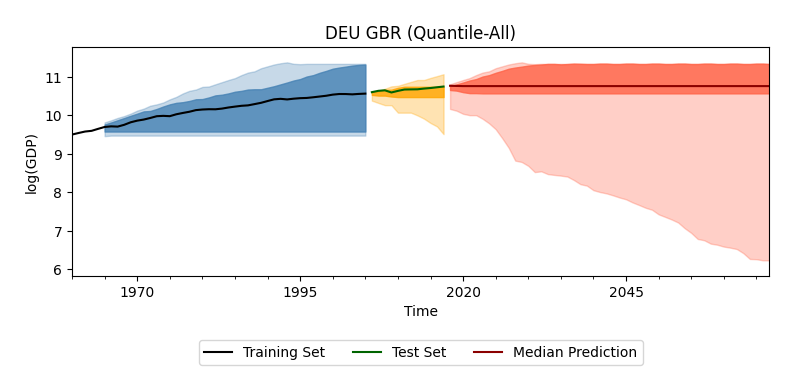 DEU GBR (Quantile-All)
log(GDP)
11
10
9
8
7
6
1970
1995
2020
2045
Time
Training Set
Test Set
Median Prediction